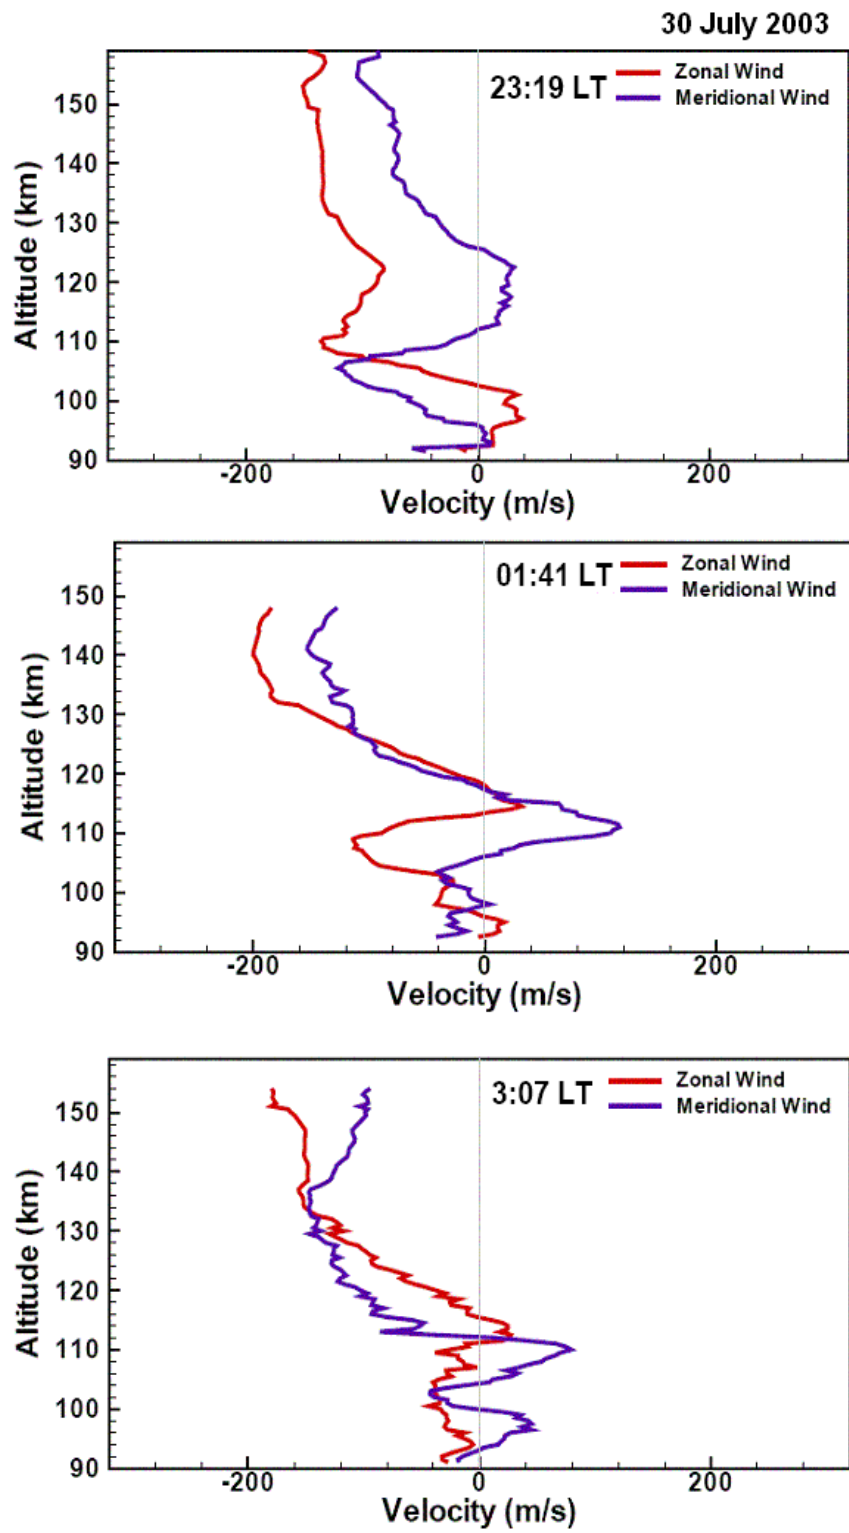 30 July 2003
23:19 LT
Zonal Wind
Meridional Wind
Altitude (km)
150
140
130
120
110
100
90
-200 0 200
Velocity (m/s)
01:41 LT
Zonal Wind
Meridional Wind
Altitude (km)
150
140
130
120
110
100
90
-200 0 200
Velocity (m/s)
3:07 LT
Zonal Wind
Meridional Wind
Altitude (km)
150
140
130
120
110
100
90
-200 0 200
Velocity (m/s)